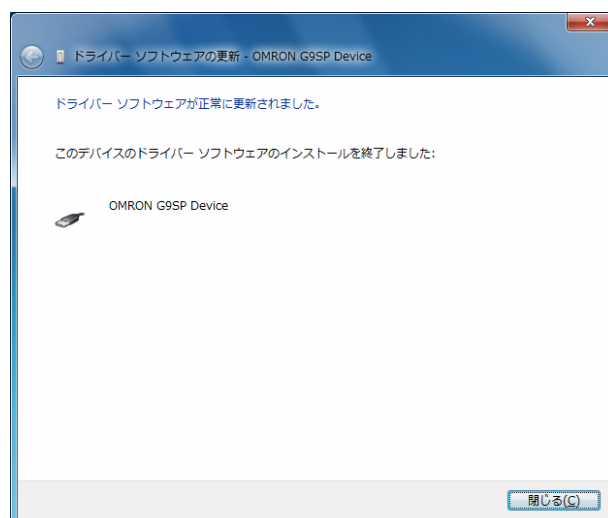 ドライバー ソフトウェアの更新 - OMRON G9SP Device
ドライバー ソフトウェアが正常に更新されました。
このデバイスのドライバー ソフトウェアのインストールを終了しました:
OMRON G9SP Device
閉じる(C)